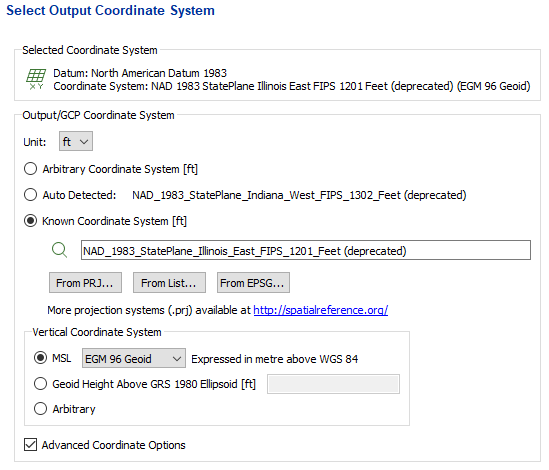 Select Output Coordinate System
Selected Coordinate System
Datum: North American Datum 1983
Coordinate System: NAD 1983 StatePlane Illinois East FIPS 1201 Feet (deprecated) (EGM 96 Geoid)
XY
Output/GCP Coordinate System
Unit: ft
Arbitrary Coordinate System [ft]
Auto Detected: NAD_1983_StatePlane_Indiana_West_FIPS_1302_Feet (deprecated)
Known Coordinate System [ft]
NAD_1983_StatePlane_Illinois_East_FIPS_1201_Feet (deprecated)
From PRJ... From List... From EPSG...
More projection systems (.prj) available at http://spatialreference.org/
Vertical Coordinate System
MSL EGM 96 Geoid Expressed in metre above WGS 84
Geoid Height Above GRS 1980 Ellipsoid [ft]
Arbitrary
Advanced Coordinate Options